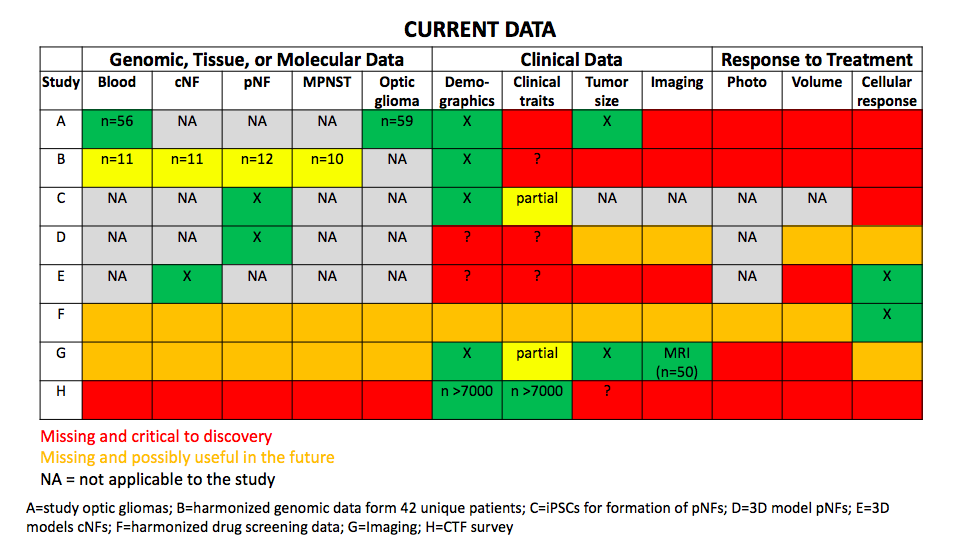 CURRENT DATA
Genomic, Tissue, or Molecular Data Clinical Data Response to Treatment
Study Blood cNF pNF MPNST Optic glioma Demo-graphics Clinical traits Tumor size Imaging Photo Volume Cellular response
A n=56 NA NA NA n=59 X X
B n=11 n=11 n=12 n=10 NA X ?
C NA NA X NA NA X partial NA NA NA NA
D NA NA X NA NA ? ? NA
E NA X NA NA NA ? ? NA X
F X
G X partial X MRI (n=50)
H n >7000 n >7000 ?
Missing and critical to discovery
Missing and possibly useful in the future
NA = not applicable to the study
A=study optic gliomas; B=harmonized genomic data form 42 unique patients; C=iPSCs for formation of pNFs; D=3D model pNFs; E=3D
models cNFs; F=harmonized drug screening data; G=Imaging; H=CTF survey